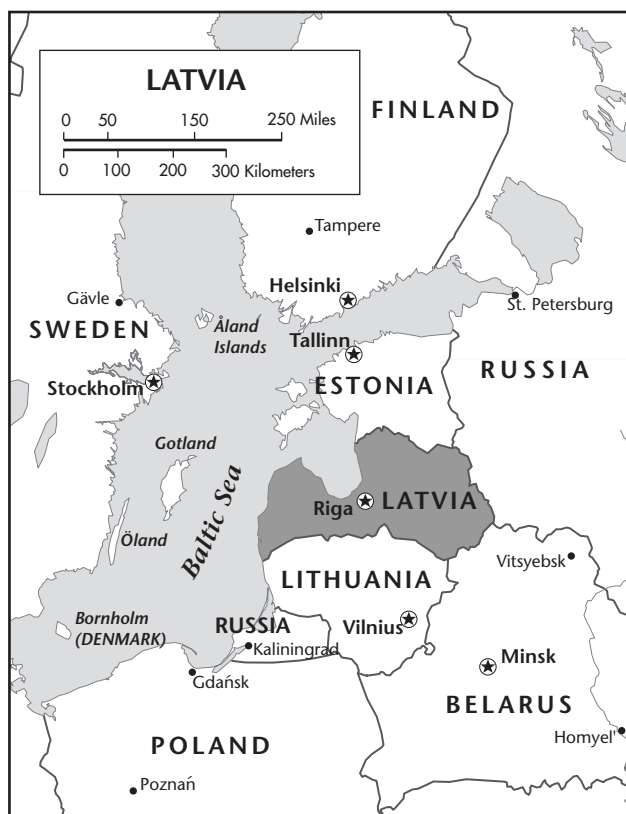 LATVIA
0 50 150 250 Miles
0 100 200 300 Kilometers
FINLAND
Tampere
Helsinki
Gävle
St. Petersburg
Åland
Islands
SWEDEN
Tallinn
RUSSIA
Stockholm
ESTONIA
Gotland
Baltic Sea
Riga
LATVIA
Öland
Vitsyebsk
LITHUANIA
Bornholm
(DENMARK)
RUSSIA
Vilnius
Kaliningrad
Minsk
Gdańsk
BELARUS
POLAND
Homyel'
Poznań